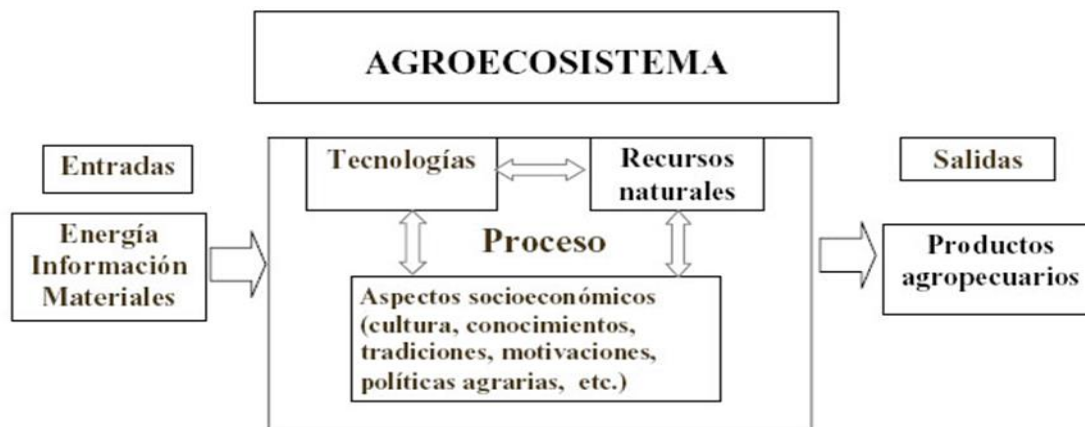 AGROECOSISTEMA
Entradas
Energía
Información
Materiales
Tecnologías
Recursos
naturales
Proceso
Aspectos socioeconómicos
(cultura, conocimientos,
tradiciones, motivaciones,
políticas agrarias, etc.)
Salidas
Productos
agropecuarios